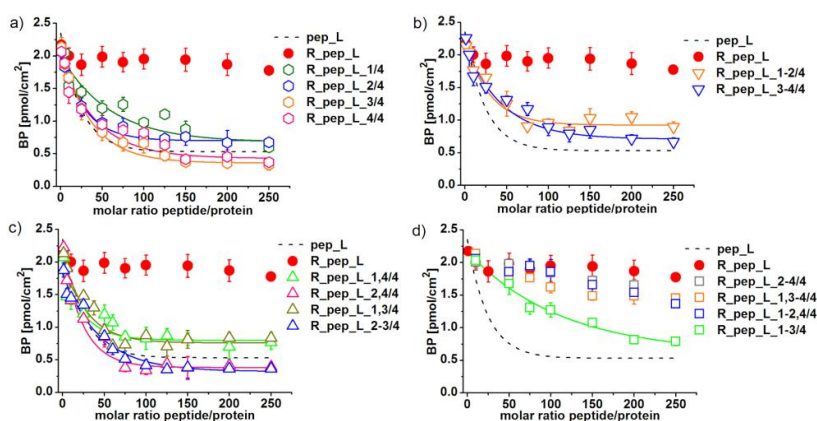 a)
BP [pmol/cm²]
2.5
2.0
1.5
1.0
0.5
0.0
0 50 100 150 200 250
molar ratio peptide/protein
pep_L
R_pep_L
R_pep_L_1/4
R_pep_L_2/4
R_pep_L_3/4
R_pep_L_4/4
b)
BP [pmol/cm²]
2.5
2.0
1.5
1.0
0.5
0.0
0 50 100 150 200 250
molar ratio peptide/protein
pep_L
R_pep_L
R_pep_L_1-2/4
R_pep_L_3-4/4
c)
BP [pmol/cm²]
2.5
2.0
1.5
1.0
0.5
0.0
0 50 100 150 200 250
molar ratio peptide/protein
pep_L
R_pep_L
R_pep_L_1,4/4
R_pep_L_2,4/4
R_pep_L_1,3/4
R_pep_L_2-3/4
d)
BP [pmol/cm²]
2.5
2.0
1.5
1.0
0.5
0.0
0 50 100 150 200 250
molar ratio peptide/protein
pep_L
R_pep_L
R_pep_L_2-4/4
R_pep_L_1,3-4/4
R_pep_L_1-2,4/4
R_pep_L_1-3/4